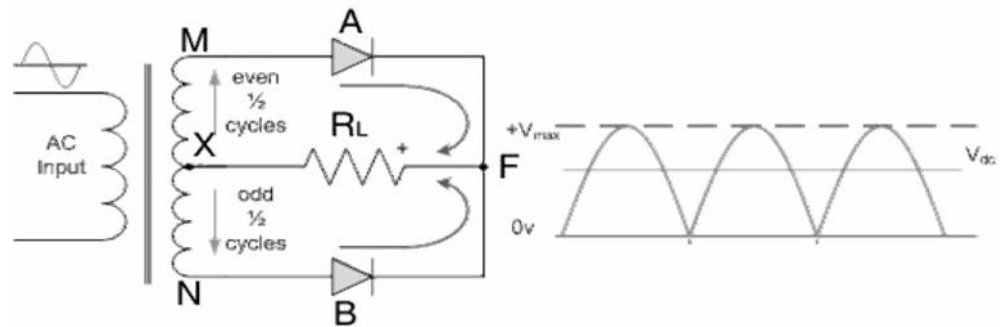 M
A
even
½
cycles
AC
Input
X
RL
+
F
odd
½
cycles
N
B
+Vmax
Vdc
0v